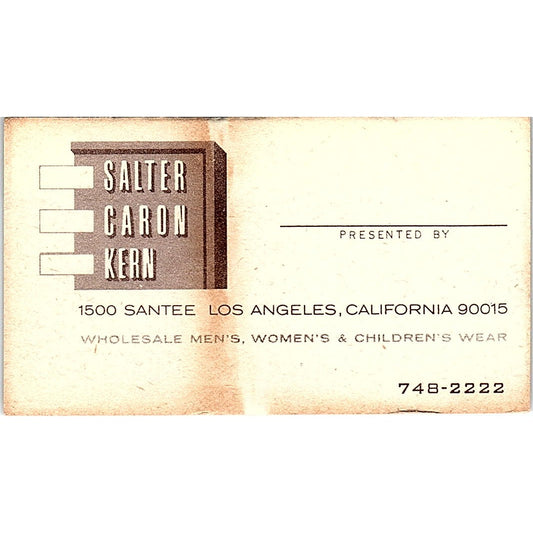 SALTER
CARON
KERN
PRESENTED BY
1500 SANTEE LOS ANGELES, CALIFORNIA 90015
WHOLESALE MEN'S, WOMEN'S & CHILDREN'S WEAR
748-2222